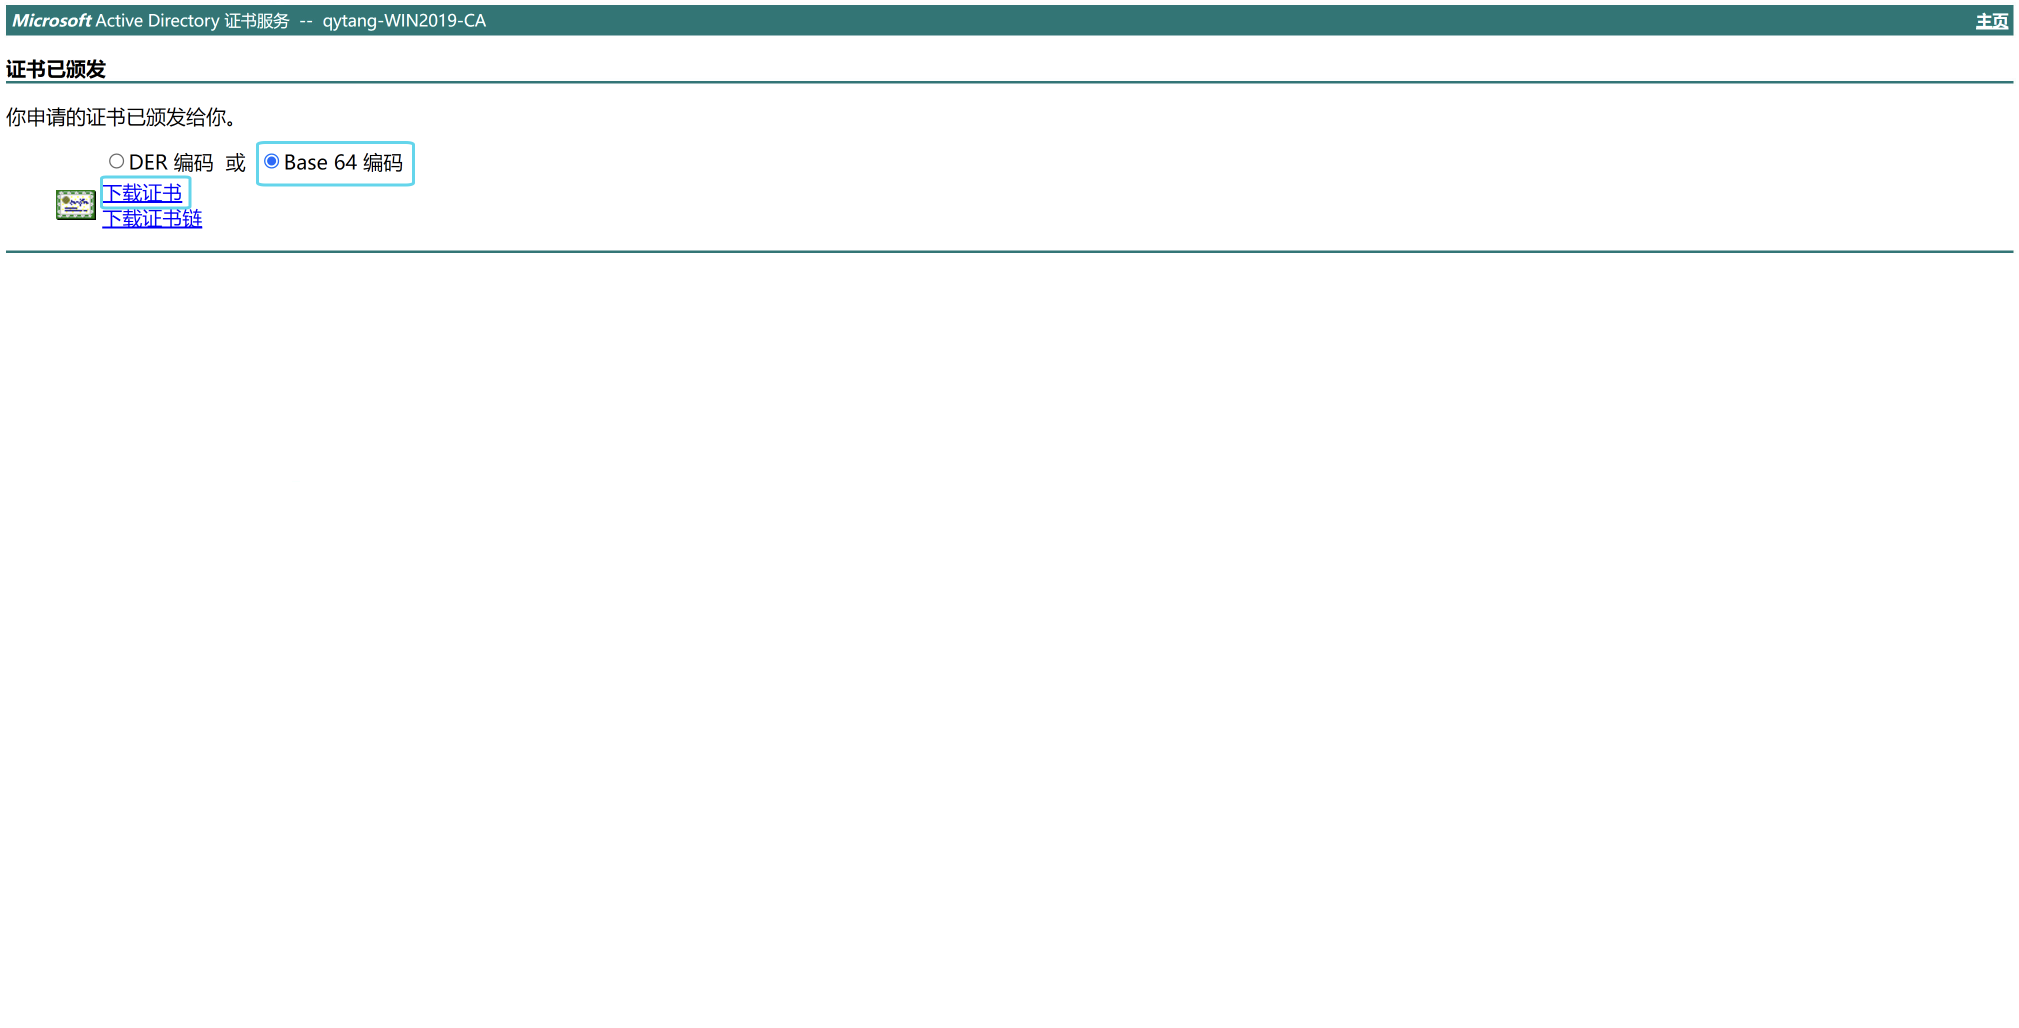 Microsoft Active Directory 证书服务 -- qytang-WIN2019-CA 主页
证书已颁发
你申请的证书已颁发给你。
DER 编码 或 Base 64 编码
下载证书
下载证书链